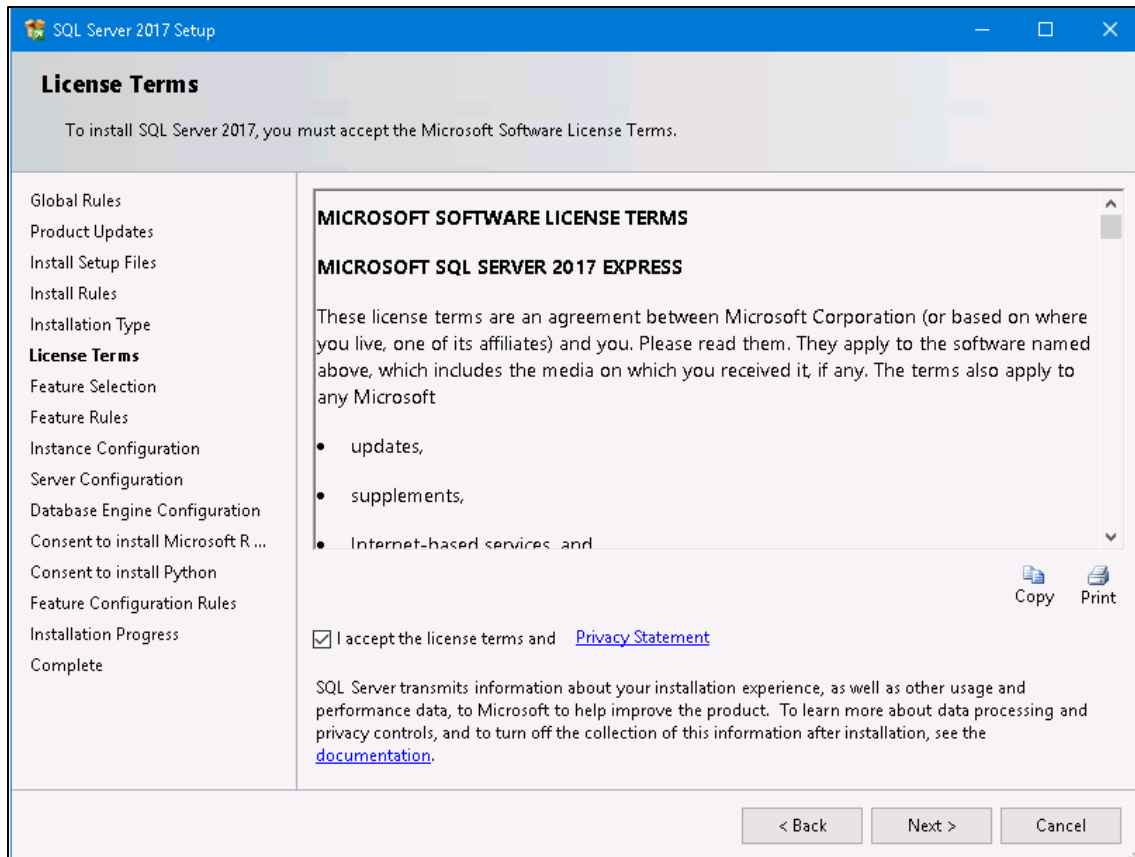 SQL Server 2017 Setup
License Terms
To install SQL Server 2017, you must accept the Microsoft Software License Terms.
Global Rules
Product Updates
Install Setup Files
Install Rules
Installation Type
License Terms
Feature Selection
Feature Rules
Instance Configuration
Server Configuration
Database Engine Configuration
Consent to install Microsoft R ...
Consent to install Python
Feature Configuration Rules
Installation Progress
Complete
MICROSOFT SOFTWARE LICENSE TERMS
MICROSOFT SQL SERVER 2017 EXPRESS
These license terms are an agreement between Microsoft Corporation (or based on where
you live, one of its affiliates) and you. Please read them. They apply to the software named
above, which includes the media on which you received it, if any. The terms also apply to
any Microsoft
• updates,
• supplements,
• Internet-based services, and
Copy Print
I accept the license terms and Privacy Statement
SQL Server transmits information about your installation experience, as well as other usage and
performance data, to Microsoft to help improve the product. To learn more about data processing and
privacy controls, and to turn off the collection of this information after installation, see the
documentation.
< Back Next > Cancel